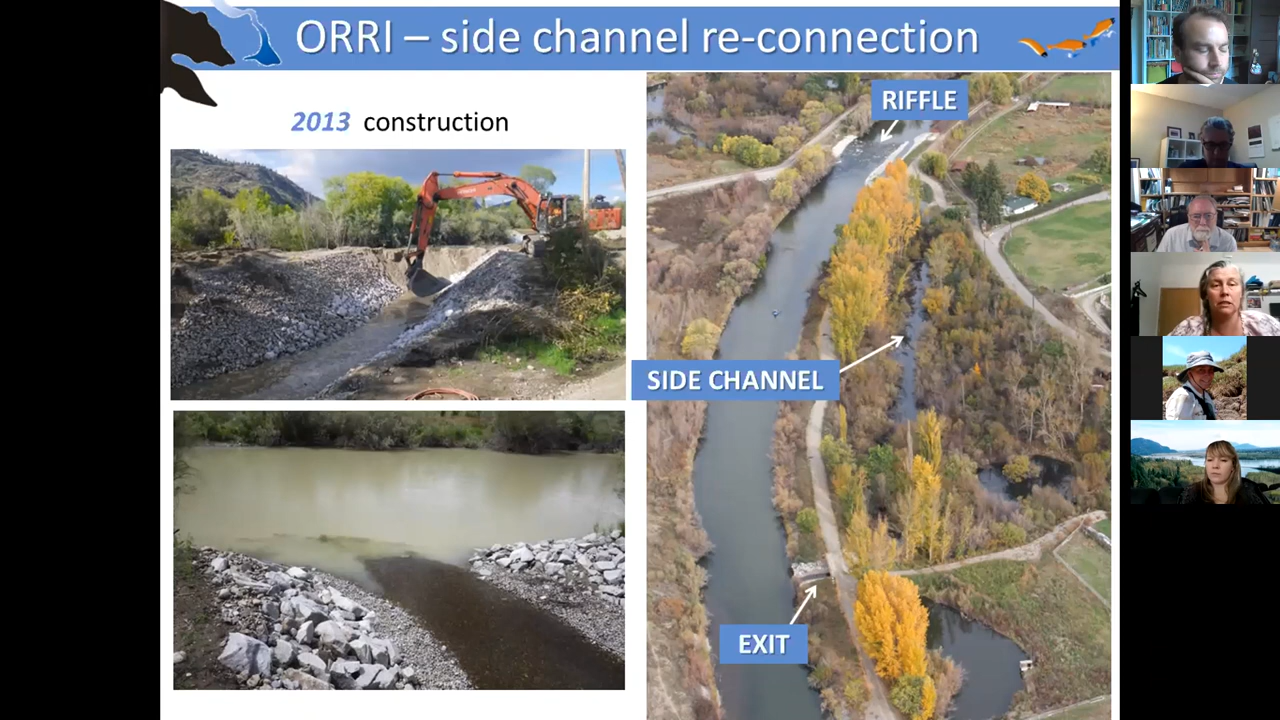 ORRI – side channel re-connection
2013 construction
RIFFLE
SIDE CHANNEL
EXIT